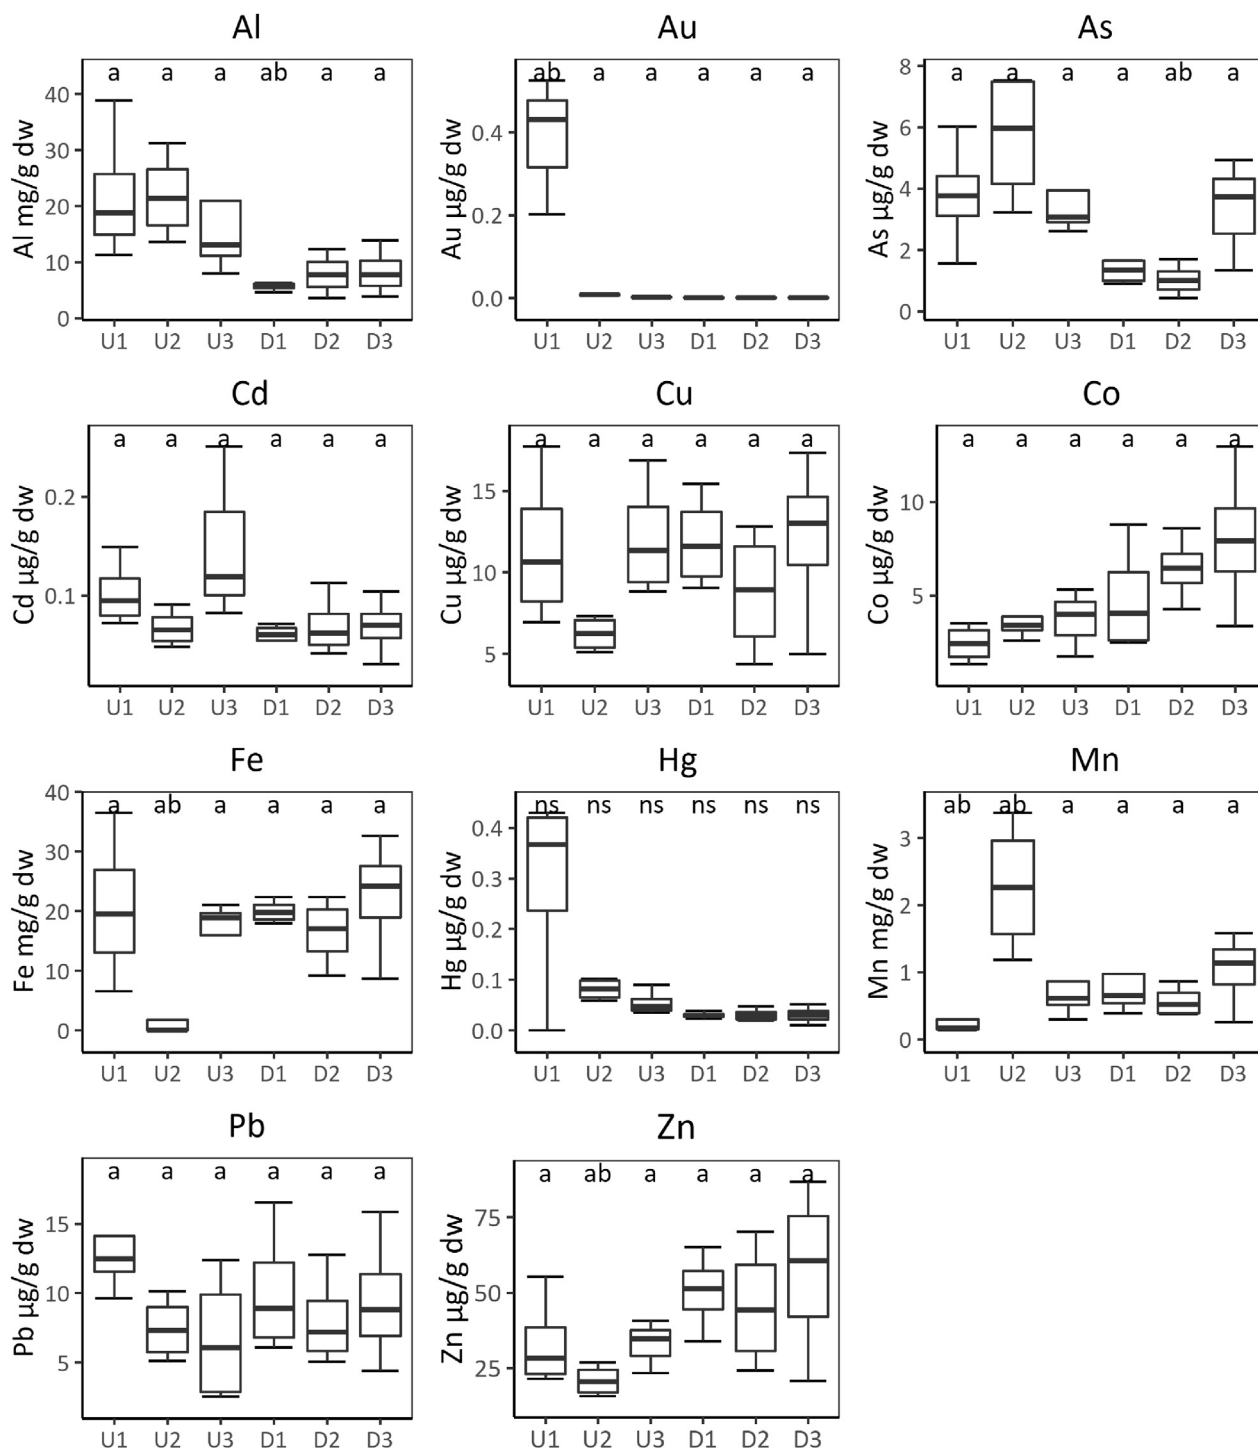 Al Au As
a a a ab a a
ab a a a a a
a a a a ab a
Al mg/g dw
40
30
20
10
0
Au µg/g dw
0.4
0.2
0.0
As µg/g dw
8
6
4
2
0
U1 U2 U3 D1 D2 D3
U1 U2 U3 D1 D2 D3
U1 U2 U3 D1 D2 D3
Cd Cu Co
a a a a a a
a a a a a a
a a a a a a
Cd µg/g dw
0.2
0.1
Cu µg/g dw
15
10
5
Co µg/g dw
10
5
U1 U2 U3 D1 D2 D3
U1 U2 U3 D1 D2 D3
U1 U2 U3 D1 D2 D3
Fe Hg Mn
a ab a a a a
ns ns ns ns ns ns
ab ab a a a a
Fe mg/g dw
40
30
20
10
0
Hg µg/g dw
0.4
0.3
0.2
0.1
0.0
Mn mg/g dw
3
2
1
0
U1 U2 U3 D1 D2 D3
U1 U2 U3 D1 D2 D3
U1 U2 U3 D1 D2 D3
Pb Zn
a a a a a a
a ab a a a a
Pb µg/g dw
15
10
5
Zn µg/g dw
75
50
25
U1 U2 U3 D1 D2 D3
U1 U2 U3 D1 D2 D3